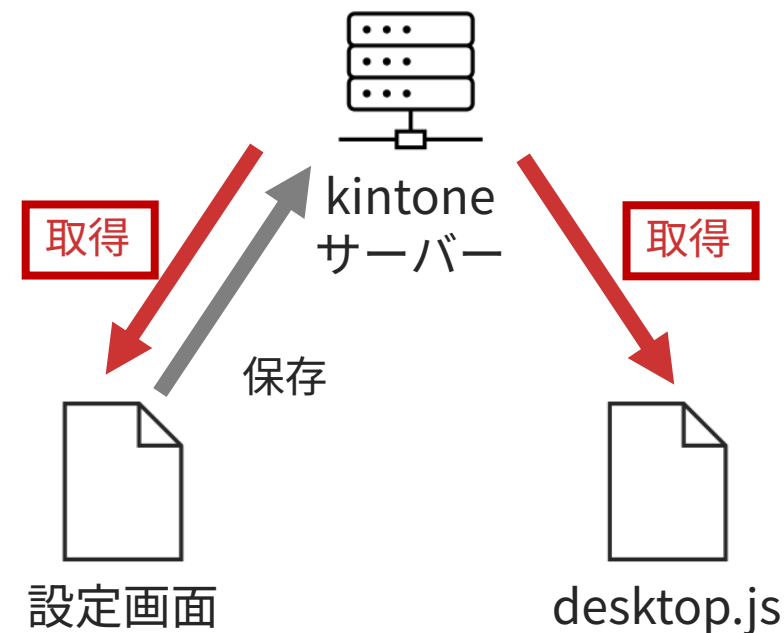 kintone
サーバー
取得
取得
保存
設定画面
desktop.js